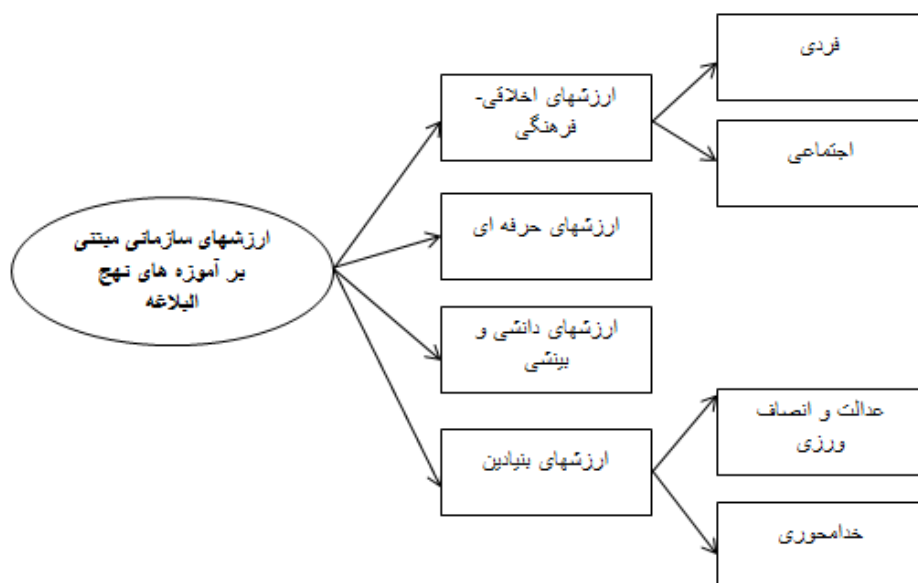 ارزشهای سازمانی مبتنی
بر آموزه های نهج
البلاغه
ارزشهای اخلاقی-
فرهنگی
فردی
اجتماعی
ارزشهای حرفه ای
ارزشهای دانشی و
بینشی
ارزشهای بنیادین
عدالت و انصاف
ورزی
خدامحوری